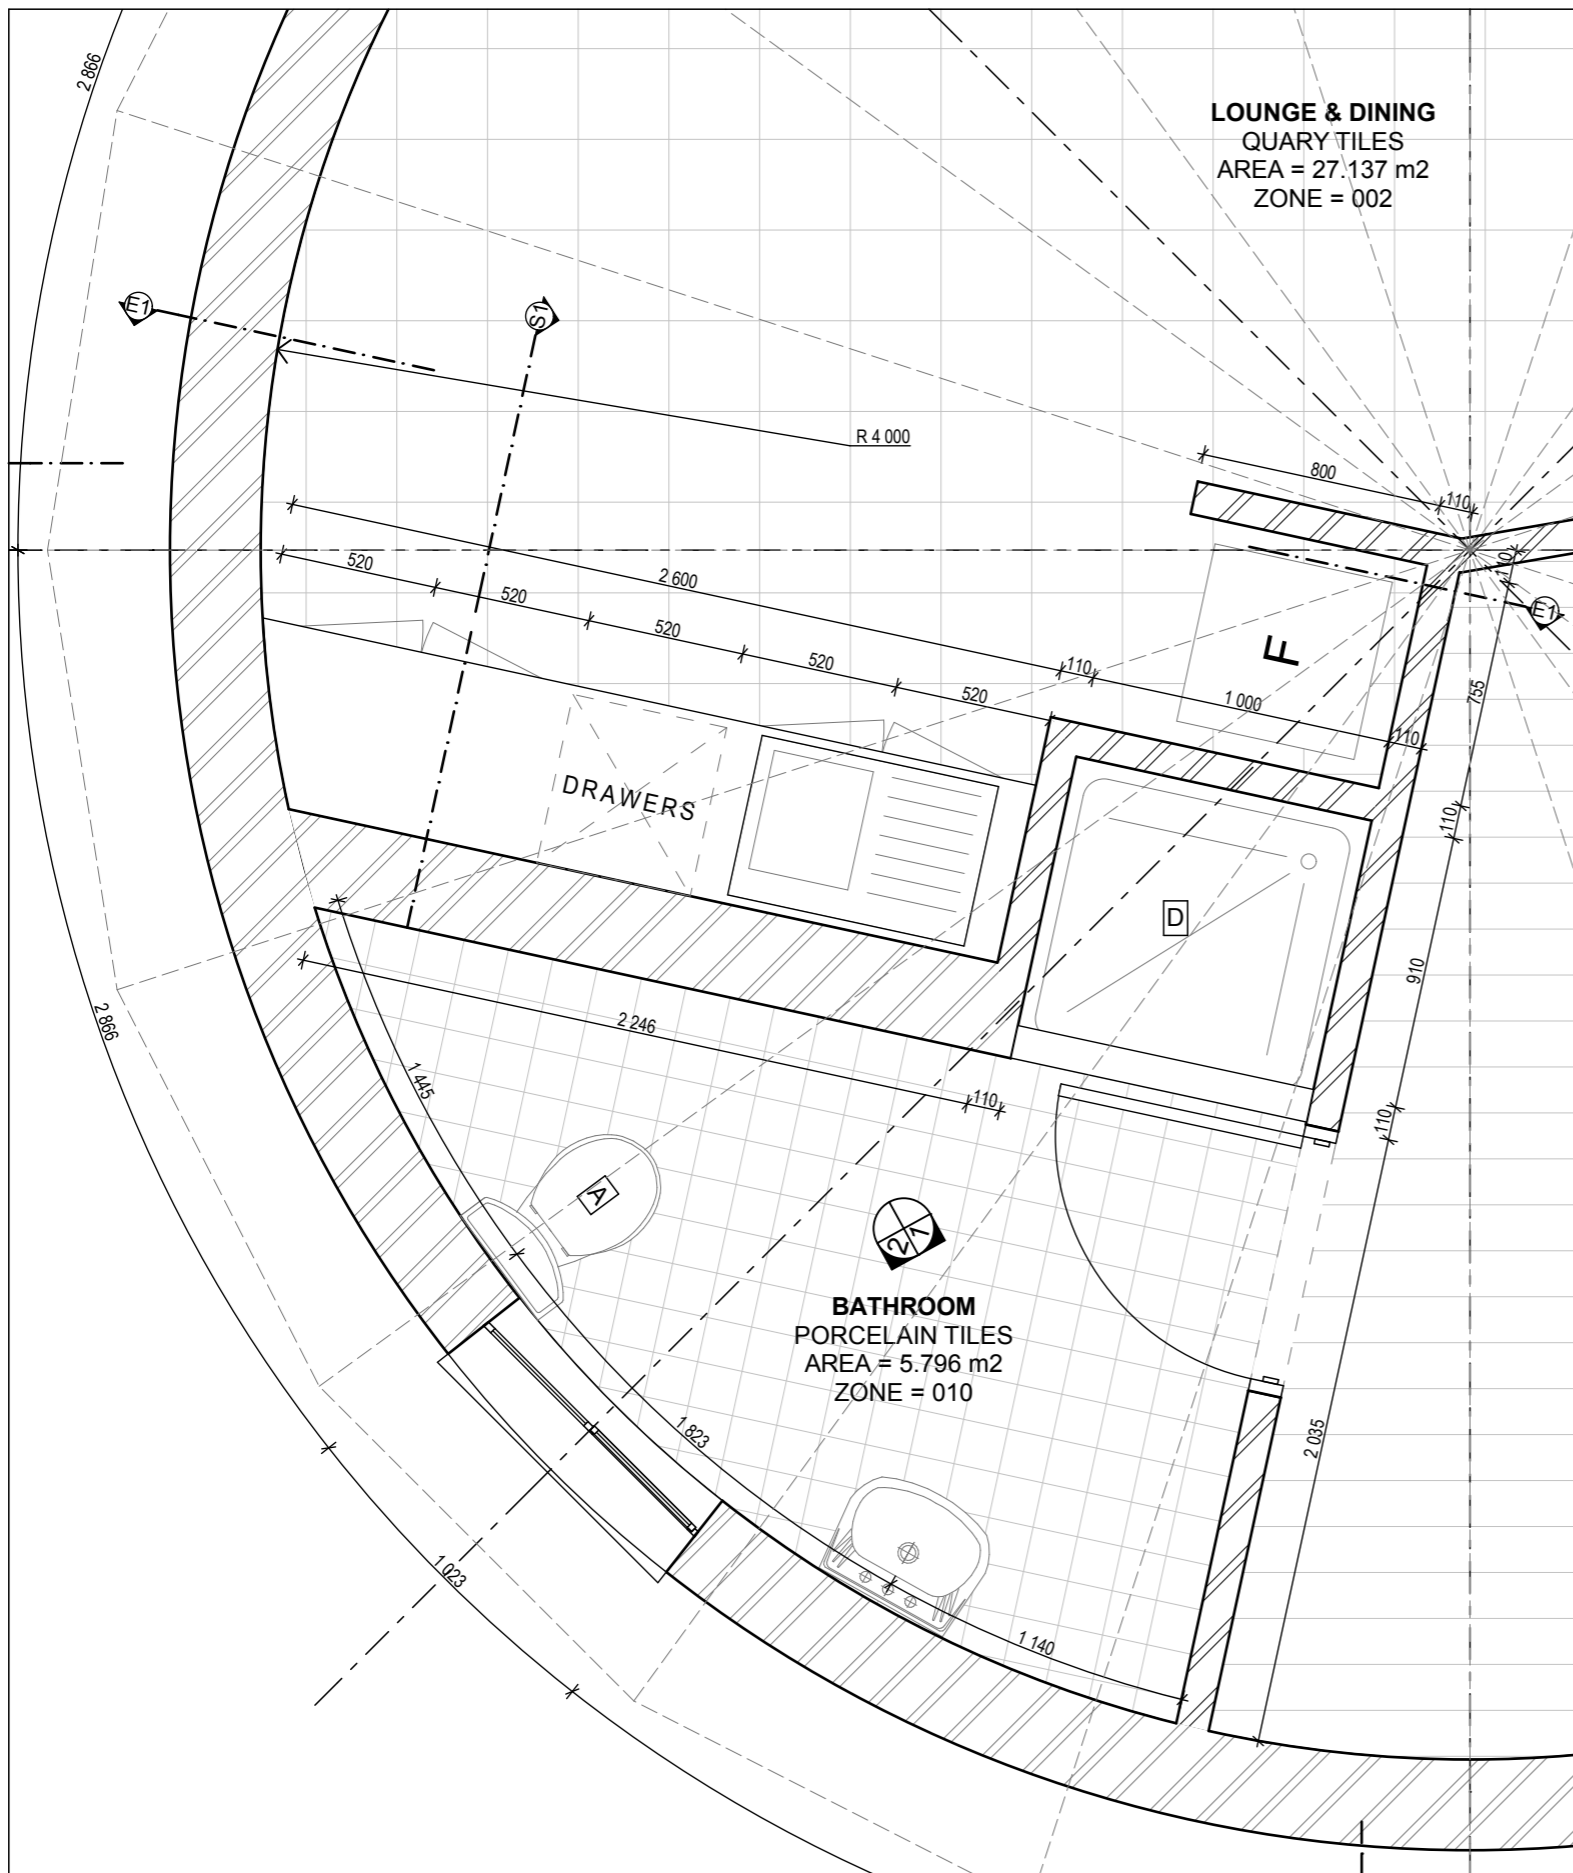 2 866
LOUNGE & DINING
QUARY TILES
AREA = 27.137 m2
ZONE = 002
E1
S1
R 4 000
800
110
110
520
2 600
520
520
520
520
110
1 000
110
F
E1
755
DRAWERS
110
D
910
2 866
2 246
110
1 445
110
A
2
1
BATHROOM
PORCELAIN TILES
AREA = 5.796 m2
ZONE = 010
1 823
2 035
1 023
1 140